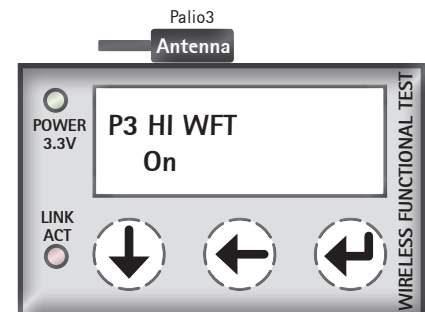 Palio3
Antenna
POWER
3.3V
P3 HI WFT
On
LINK
ACT
WIRELESS FUNCTIONAL TEST